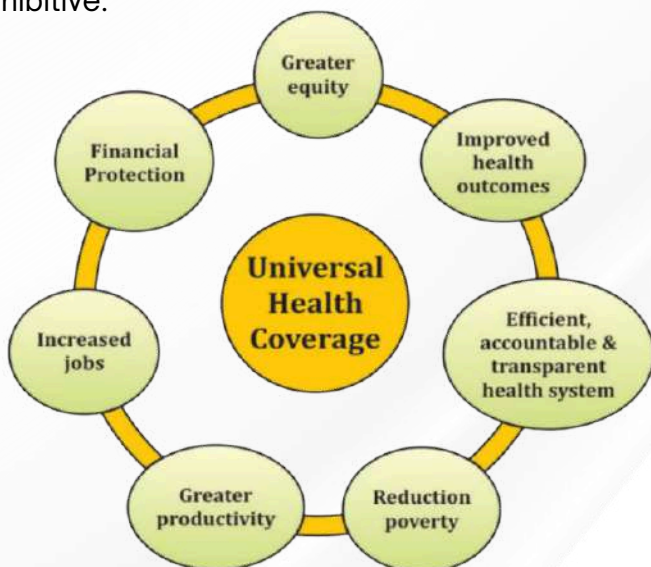 hibitive.
Greater
equity
Improved
health
outcomes
Efficient,
accountable &
transparent
health system
Reduction
poverty
Greater
productivity
Increased
jobs
Financial
Protection
Universal
Health
Coverage